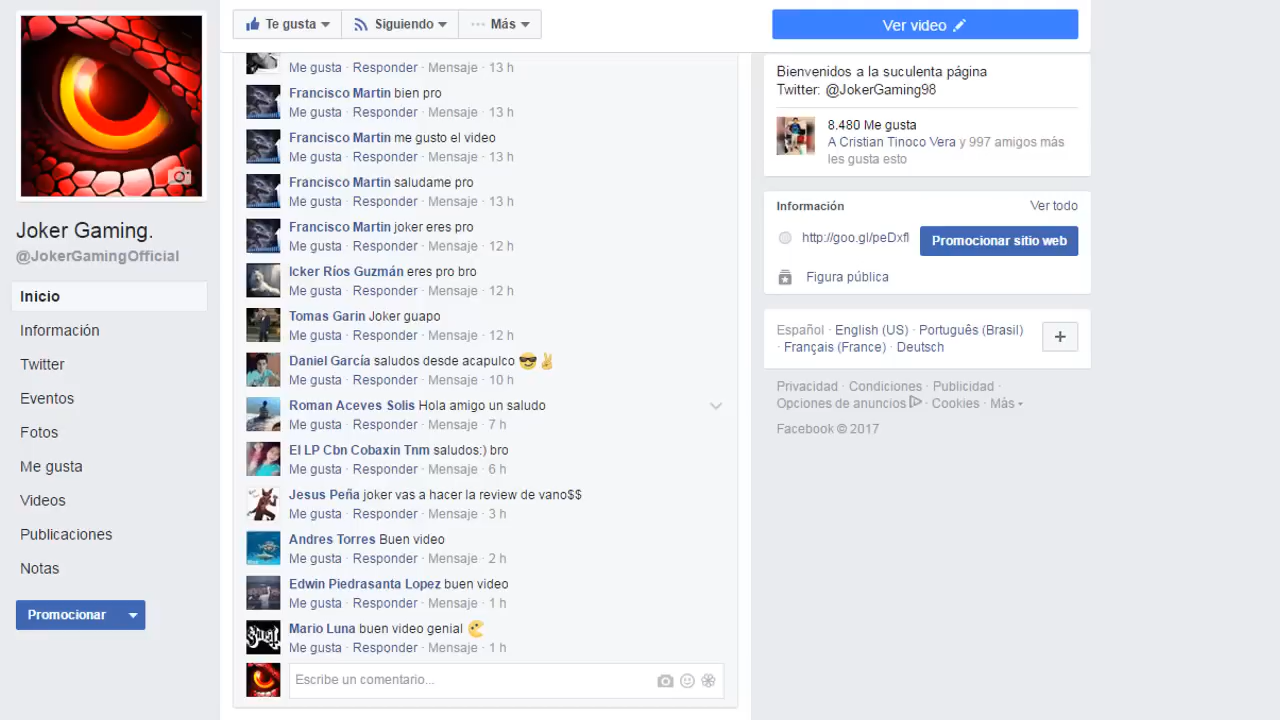 Te gusta
Siguiendo
Más
Ver video
Joker Gaming.
@JokerGamingOfficial
Inicio
Información
Twitter
Eventos
Fotos
Me gusta
Videos
Publicaciones
Notas
Promocionar
Me gusta · Responder · Mensaje · 13 h
Francisco Martin bien pro
Me gusta · Responder · Mensaje · 13 h
Francisco Martin me gusto el video
Me gusta · Responder · Mensaje · 13 h
Francisco Martin saludame pro
Me gusta · Responder · Mensaje · 13 h
Francisco Martin joker eres pro
Me gusta · Responder · Mensaje · 12 h
Icker Ríos Guzmán eres pro bro
Me gusta · Responder · Mensaje · 12 h
Tomas Garin Joker guapo
Me gusta · Responder · Mensaje · 12 h
Daniel García saludos desde acapulco 😎✌
Me gusta · Responder · Mensaje · 10 h
Roman Aceves Solis Hola amigo un saludo
Me gusta · Responder · Mensaje · 7 h
El LP Cbn Cobaxin Tnm saludos:) bro
Me gusta · Responder · Mensaje · 6 h
Jesus Peña joker vas a hacer la review de vano$$
Me gusta · Responder · Mensaje · 3 h
Andres Torres Buen video
Me gusta · Responder · Mensaje · 2 h
Edwin Piedrasanta Lopez buen video
Me gusta · Responder · Mensaje · 1 h
Mario Luna buen video genial
Me gusta · Responder · Mensaje · 1 h
Escribe un comentario...
Bienvenidos a la suculenta página
Twitter: @JokerGaming98
8.480 Me gusta
A Cristian Tinoco Vera y 997 amigos más
les gusta esto
Información
Ver todo
http://goo.gl/peDxfl
Promocionar sitio web
Figura pública
Español · English (US) · Português (Brasil)
· Français (France) · Deutsch
Privacidad · Condiciones · Publicidad ·
Opciones de anuncios · Cookies · Más
Facebook © 2017